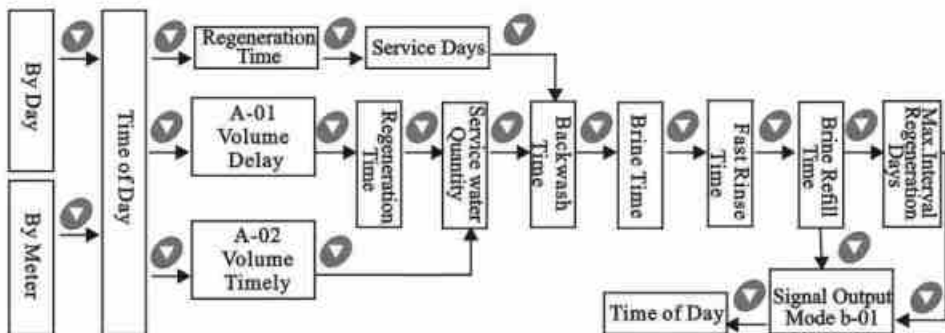 By Day
By Meter
Time of Day
Regeneration
Time
Service Days
A-01
Volume
Delay
Regeneration
Time
Service water
Quantity
Backwash
Time
Brine Time
Fast Rinse
Time
Brine Refill
Time
Max.Interyal
Regeneration
Days
A-02
Volume
Timely
Signal Output
Mode b-01
Time of Day